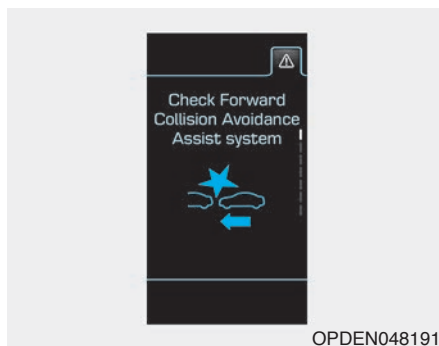 Check Forward
Collision Avoidance
Assist system
OPDEN048191